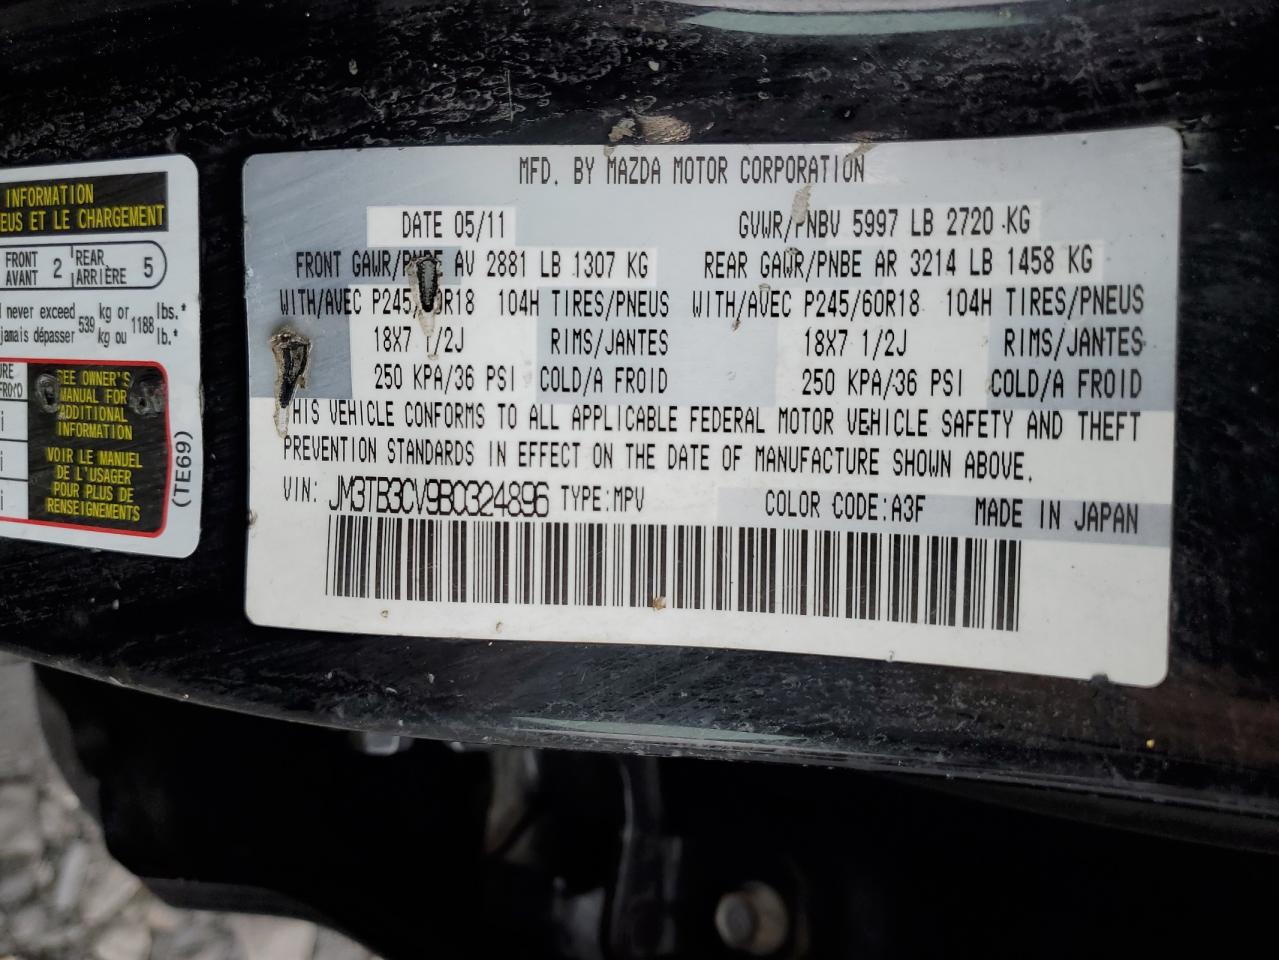 INFORMATION
EUS ET LE CHARGEMENT
FRONT AVANT 2 REAR ARRIÈRE 5
never exceed 539 kg or 1188 lbs.*
jamais dépasser kg ou lb.*
SEE OWNER'S
MANUAL FOR
ADDITIONAL
INFORMATION
VOIR LE MANUEL
DE L'USAGER
POUR PLUS DE
RENSEIGNEMENTS
(TE69)
MFD. BY MAZDA MOTOR CORPORATION
DATE 05/11 GVWR/PNBV 5997 LB 2720 KG
FRONT GAWR/PNBE AV 2881 LB 1307 KG REAR GAWR/PNBE AR 3214 LB 1458 KG
WITH/AVEC P245/60R18 104H TIRES/PNEUS WITH/AVEC P245/60R18 104H TIRES/PNEUS
18X7 1/2J RIMS/JANTES 18X7 1/2J RIMS/JANTES
250 KPA/36 PSI COLD/A FROID 250 KPA/36 PSI COLD/A FROID
THIS VEHICLE CONFORMS TO ALL APPLICABLE FEDERAL MOTOR VEHICLE SAFETY AND THEFT
PREVENTION STANDARDS IN EFFECT ON THE DATE OF MANUFACTURE SHOWN ABOVE.
VIN: JM3TB3CV9B0324896 TYPE:MPV COLOR CODE:A3F MADE IN JAPAN